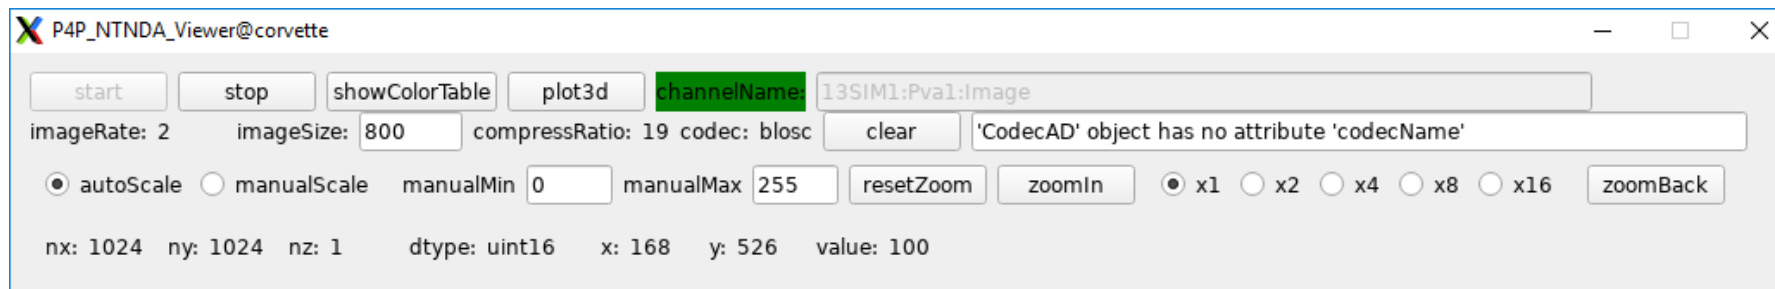 P4P_NTNDA_Viewer@corvette
start stop showColorTable plot3d channelName: 13SIM1:Pva1:Image
imageRate: 2 imageSize: 800 compressRatio: 19 codec: blosc clear 'CodecAD' object has no attribute 'codecName'
autoScale manualScale manualMin 0 manualMax 255 resetZoom zoomIn x1 x2 x4 x8 x16 zoomBack
nx: 1024 ny: 1024 nz: 1 dtype: uint16 x: 168 y: 526 value: 100